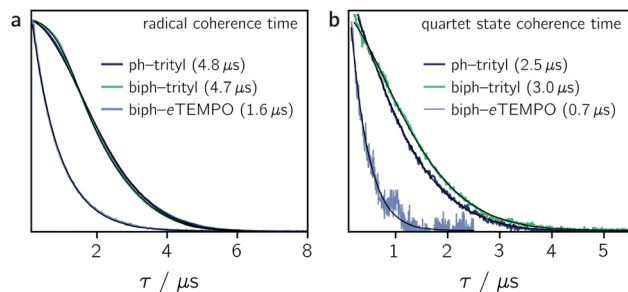 a
radical coherence time
ph–trityl (4.8 μs)
biph–trityl (4.7 μs)
biph–eTEMPO (1.6 μs)
2 4 6 8
τ / μs
b
quartet state coherence time
ph–trityl (2.5 μs)
biph–trityl (3.0 μs)
biph–eTEMPO (0.7 μs)
1 2 3 4 5
τ / μs